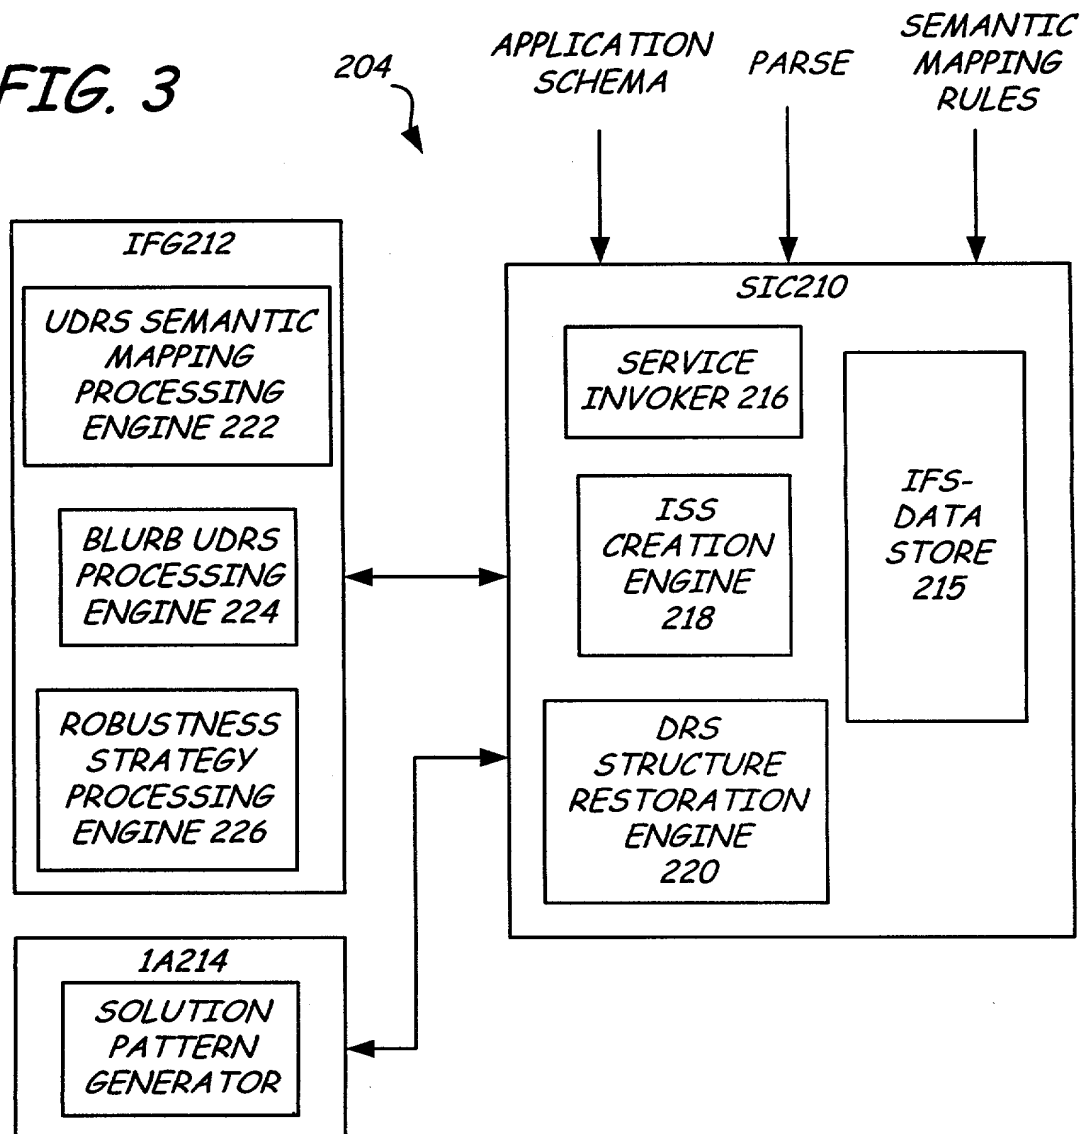 FIG. 3
204
APPLICATION
SCHEMA
PARSE
SEMANTIC
MAPPING
RULES
IFG212
UDRS SEMANTIC
MAPPING
PROCESSING
ENGINE 222
BLURB UDRS
PROCESSING
ENGINE 224
ROBUSTNESS
STRATEGY
PROCESSING
ENGINE 226
1A214
SOLUTION
PATTERN
GENERATOR
SIC210
SERVICE
INVOKER 216
ISS
CREATION
ENGINE
218
DRS
STRUCTURE
RESTORATION
ENGINE
220
IFS-
DATA
STORE
215